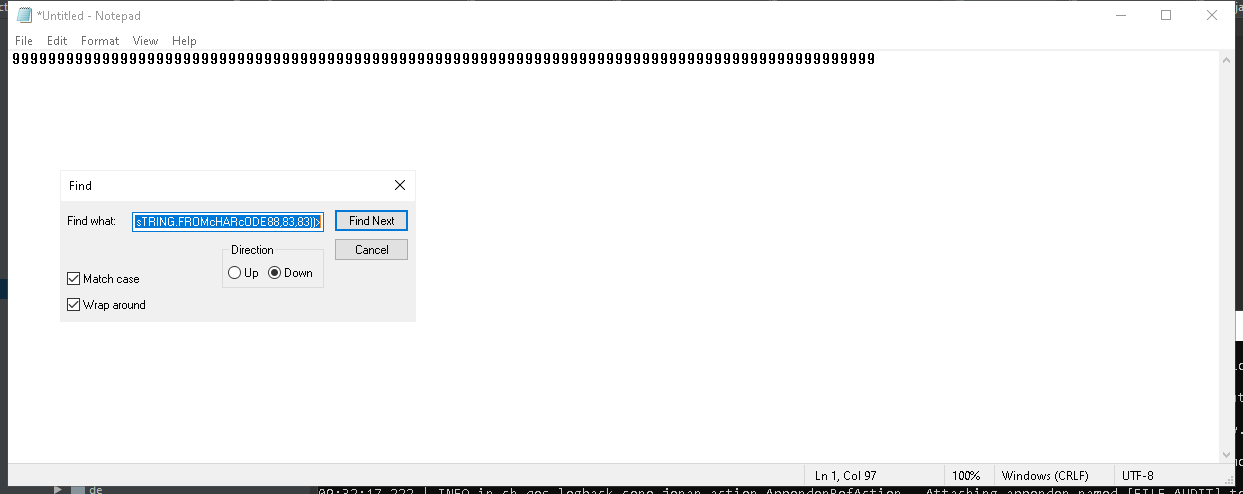 *Untitled - Notepad
File Edit Format View Help
999999999999999999999999999999999999999999999999999999999999999999999999999999999999999999999999
Find
Find what: sTRING.FROMcHARcODE88,83,83))> Find Next
Direction
Cancel
Up Down
Match case
Wrap around
Ln 1, Col 97 100% Windows (CRLF) UTF-8
de 09:32:17.222 | INFO in ch.qos.logback.core.joran.action.AppenderRefAction - Attaching appender named [FILE_AUDIT] t